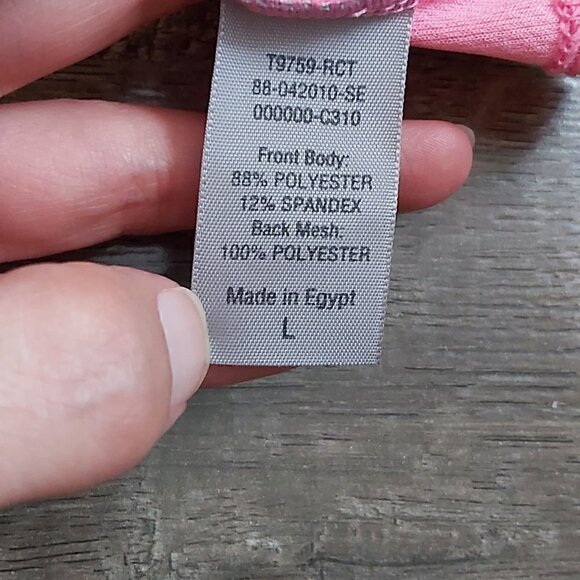 T9759-RCT
88-042010-SE
000000-C310
Front Body:
88% POLYESTER
12% SPANDEX
Back Mesh:
100% POLYESTER
Made in Egypt
L